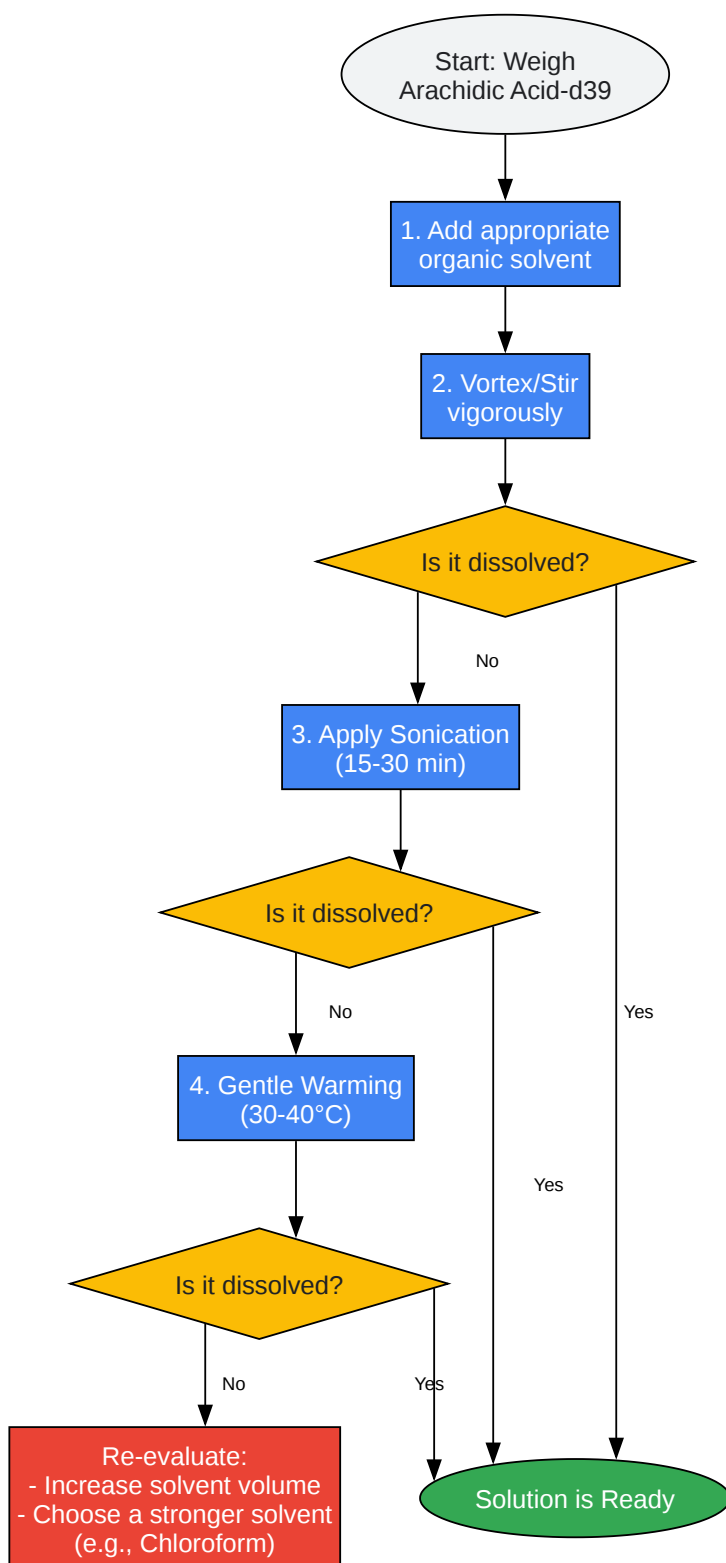 Start: Weigh
Arachidic Acid-d39
1. Add appropriate
organic solvent
2. Vortex/Stir
vigorously
Is it dissolved?
No
3. Apply Sonication
(15-30 min)
Is it dissolved?
No
Yes
4. Gentle Warming
(30-40°C)
Yes
Is it dissolved?
No
Yes
Re-evaluate:
- Increase solvent volume
- Choose a stronger solvent
(e.g., Chloroform)
Solution is Ready